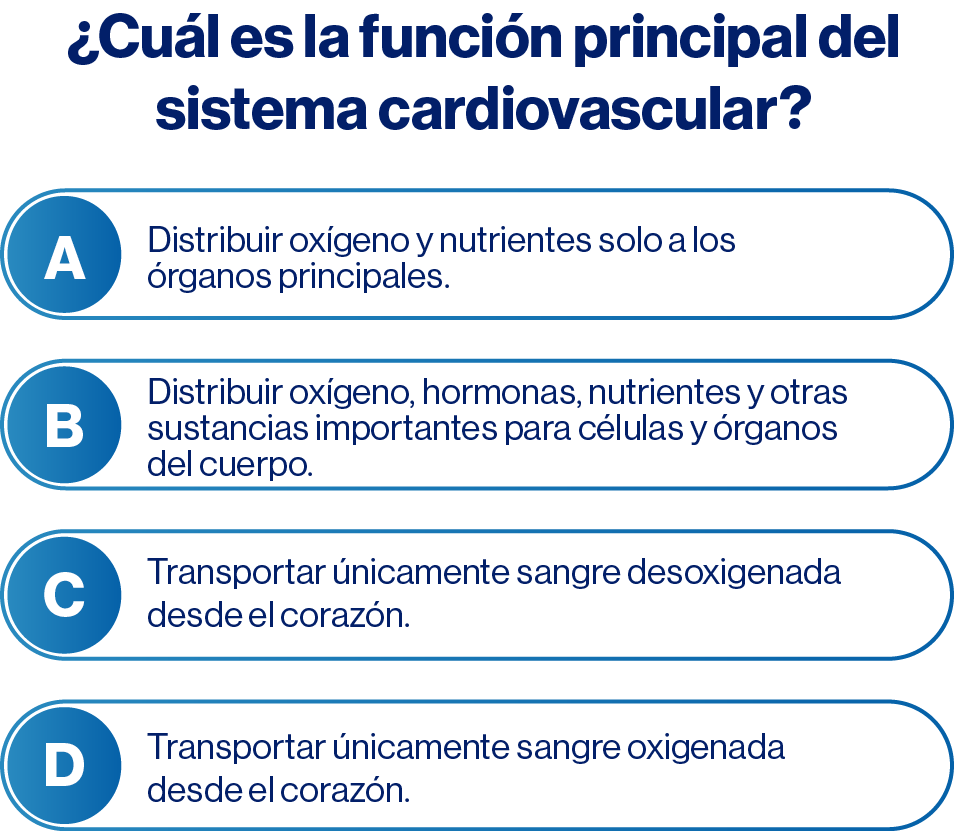 ¿Cuál es la función principal del
sistema cardiovascular?
A
Distribuir oxígeno y nutrientes solo a los
órganos principales.
B
Distribuir oxígeno, hormonas, nutrientes y otras
sustancias importantes para células y órganos
del cuerpo.
C
Transportar únicamente sangre desoxigenada
desde el corazón.
D
Transportar únicamente sangre oxigenada
desde el corazón.